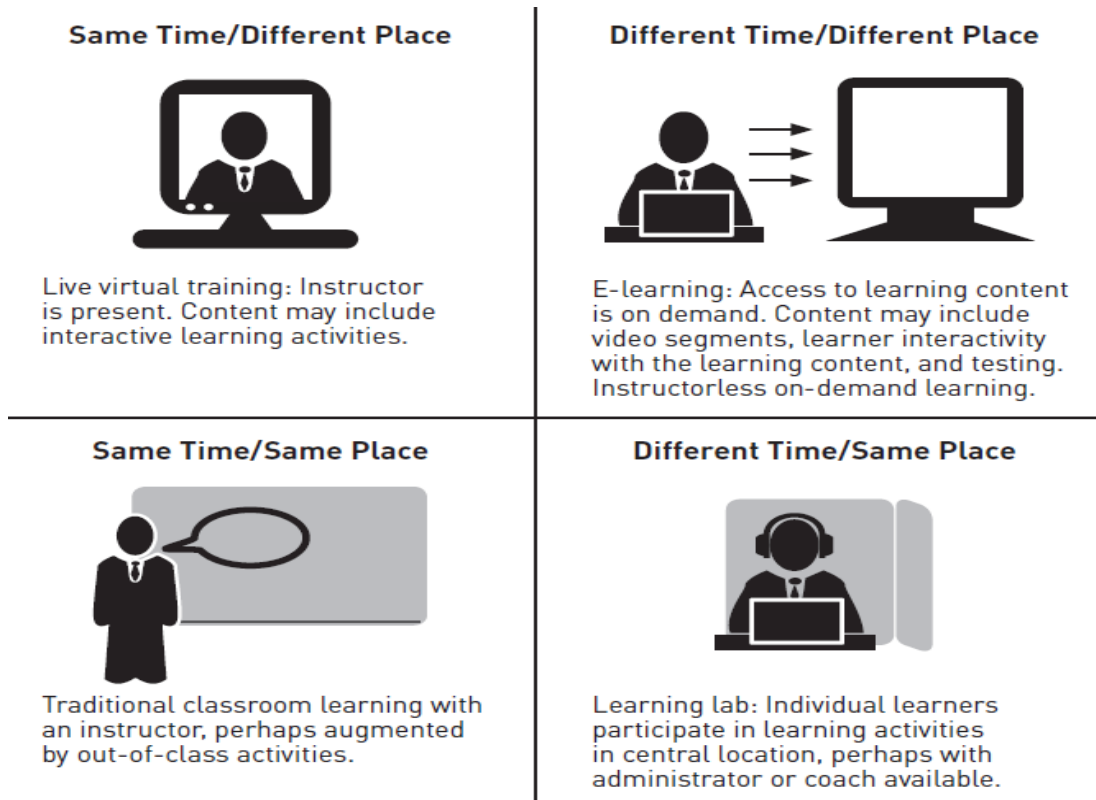 Same Time/Different Place
Live virtual training: Instructor
is present. Content may include
interactive learning activities.
Different Time/Different Place
E-learning: Access to learning content
is on demand. Content may include
video segments, learner interactivity
with the learning content, and testing.
Instructorless on-demand learning.
Same Time/Same Place
Traditional classroom learning with
an instructor, perhaps augmented
by out-of-class activities.
Different Time/Same Place
Learning lab: Individual learners
participate in learning activities
in central location, perhaps with
administrator or coach available.